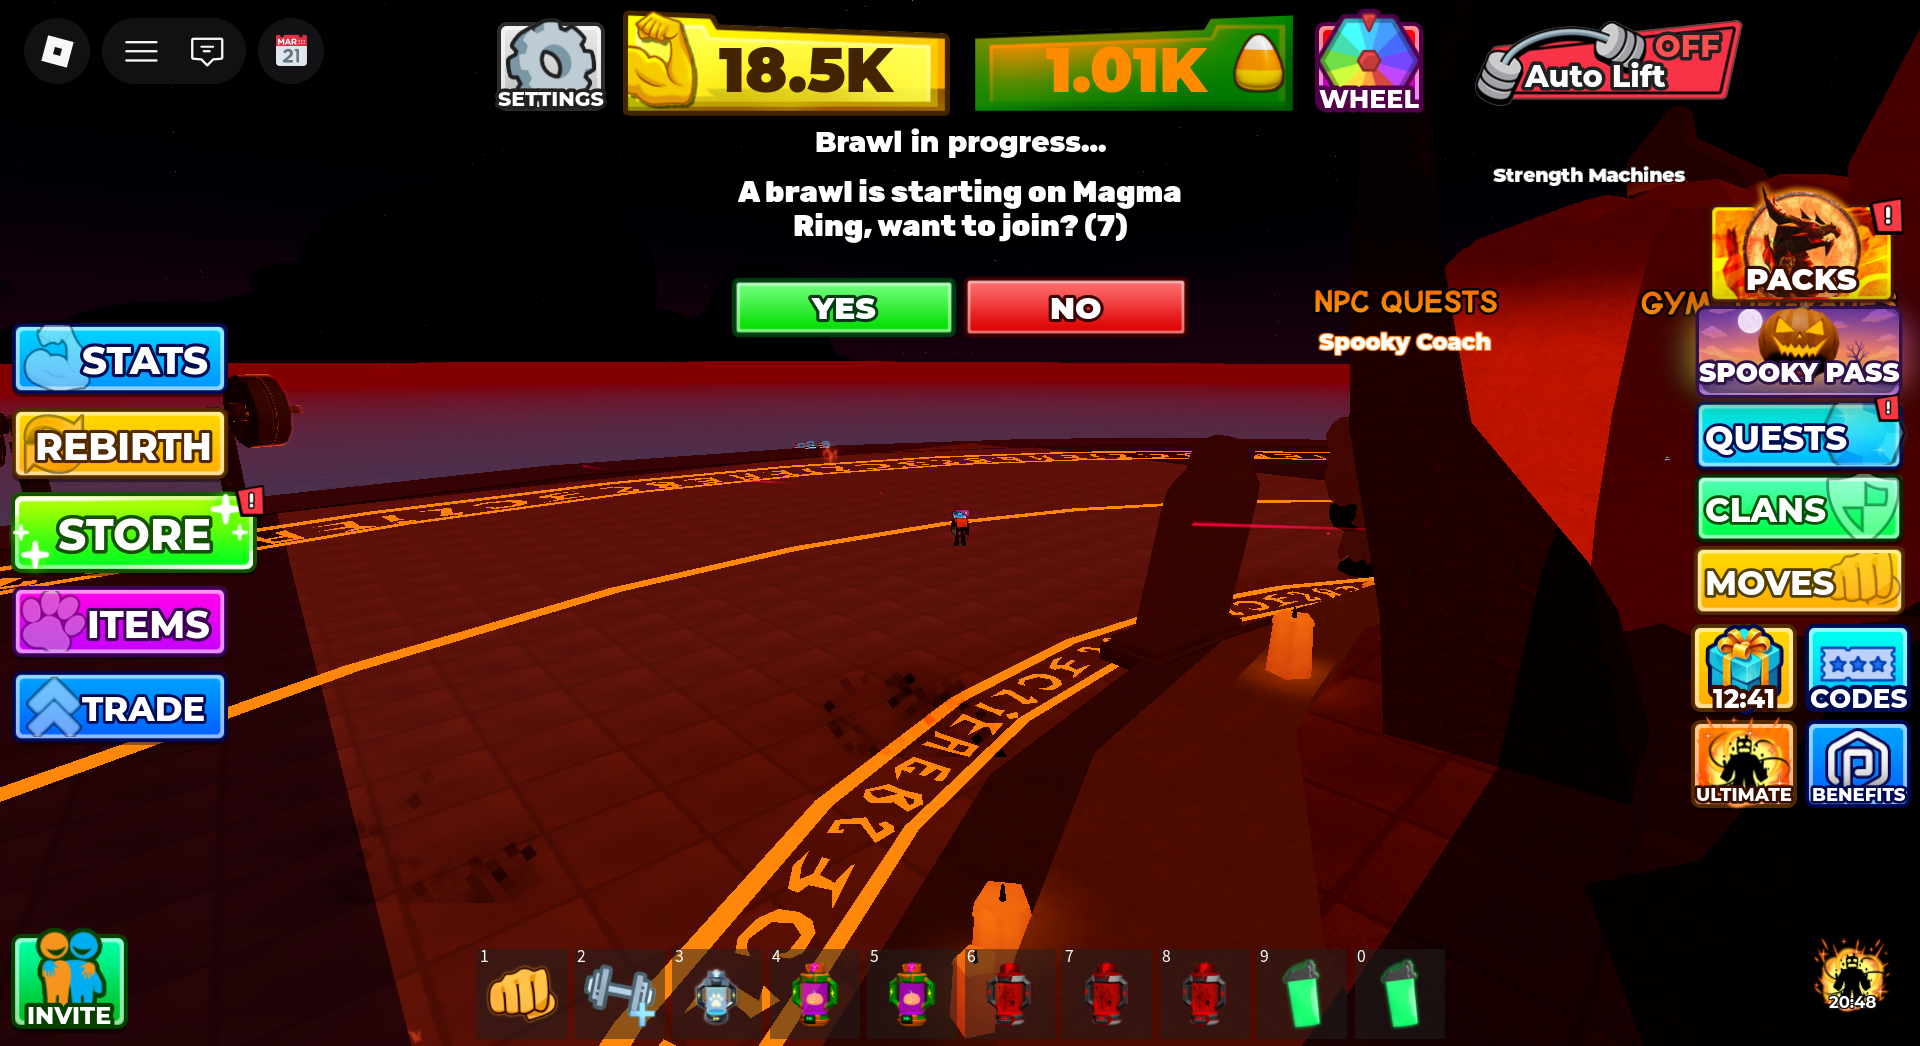 MAR
21
SETTINGS
18.5K
1.01K
WHEEL
OFF
Auto Lift
Brawl in progress...
A brawl is starting on Magma
Ring, want to join? (7)
YES
NO
Strength Machines
NPC QUESTS
Spooky Coach
GYM
!
PACKS
SPOOKY PASS
!
QUESTS
CLANS
MOVES
12:41
CODES
ULTIMATE
BENEFITS
STATS
REBIRTH
!
STORE
ITEMS
TRADE
INVITE
1
2
3
4
5
6
7
8
9
0
20:48